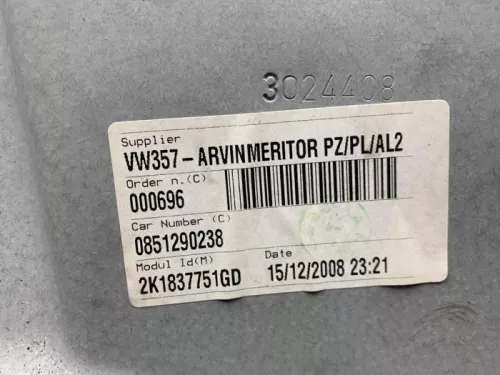 3024408
Supplier
VW357-ARVINMERITOR PZ/PL/AL2
Order n.(C)
000696
Car Number (C)
0851290238
Modul Id(M)
2K1837751GD
Date
15/12/2008 23:21